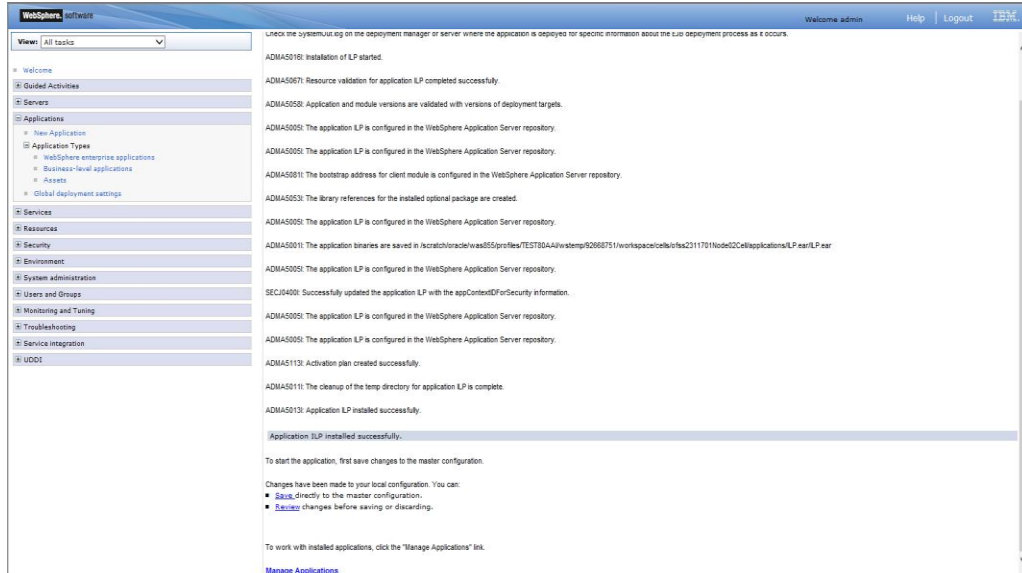 WebSphere. software
Welcome admin
Help | Logout
IBM.
View: All tasks
Welcome
Guided Activities
Servers
Applications
New Application
Application Types
WebSphere enterprise applications
Business-level applications
Assets
Global deployment settings
Services
Resources
Security
Environment
System administration
Users and Groups
Monitoring and Tuning
Troubleshooting
Service integration
UDDI
Check the SystemOut.log on the deployment manager or server where the application is deployed for specific information about the EJB deployment process as it occurs.
ADMA5016I: Installation of ILP started.
ADMA5067I: Resource validation for application ILP completed successfully.
ADMA5058I: Application and module versions are validated with versions of deployment targets.
ADMA5005I: The application ILP is configured in the WebSphere Application Server repository.
ADMA5005I: The application ILP is configured in the WebSphere Application Server repository.
ADMA5081I: The bootstrap address for client module is configured in the WebSphere Application Server repository.
ADMA5053I: The library references for the installed optional package are created.
ADMA5005I: The application ILP is configured in the WebSphere Application Server repository.
ADMA5001I: The application binaries are saved in /scratch/oracle/was855/profiles/TEST80AAI/wstemp/92668751/workspace/cells/ofss2311701Node02Cell/applications/ILP.ear/ILP.ear
ADMA5005I: The application ILP is configured in the WebSphere Application Server repository.
SECJ0400I: Successfully updated the application ILP with the appContextIDForSecurity information.
ADMA5005I: The application ILP is configured in the WebSphere Application Server repository.
ADMA5005I: The application ILP is configured in the WebSphere Application Server repository.
ADMA5113I: Activation plan created successfully.
ADMA5011I: The cleanup of the temp directory for application ILP is complete.
ADMA5013I: Application ILP installed successfully.
Application ILP installed successfully.
To start the application, first save changes to the master configuration.
Changes have been made to your local configuration. You can:
Save directly to the master configuration.
Review changes before saving or discarding.
To work with installed applications, click the "Manage Applications" link.
Manage Applications